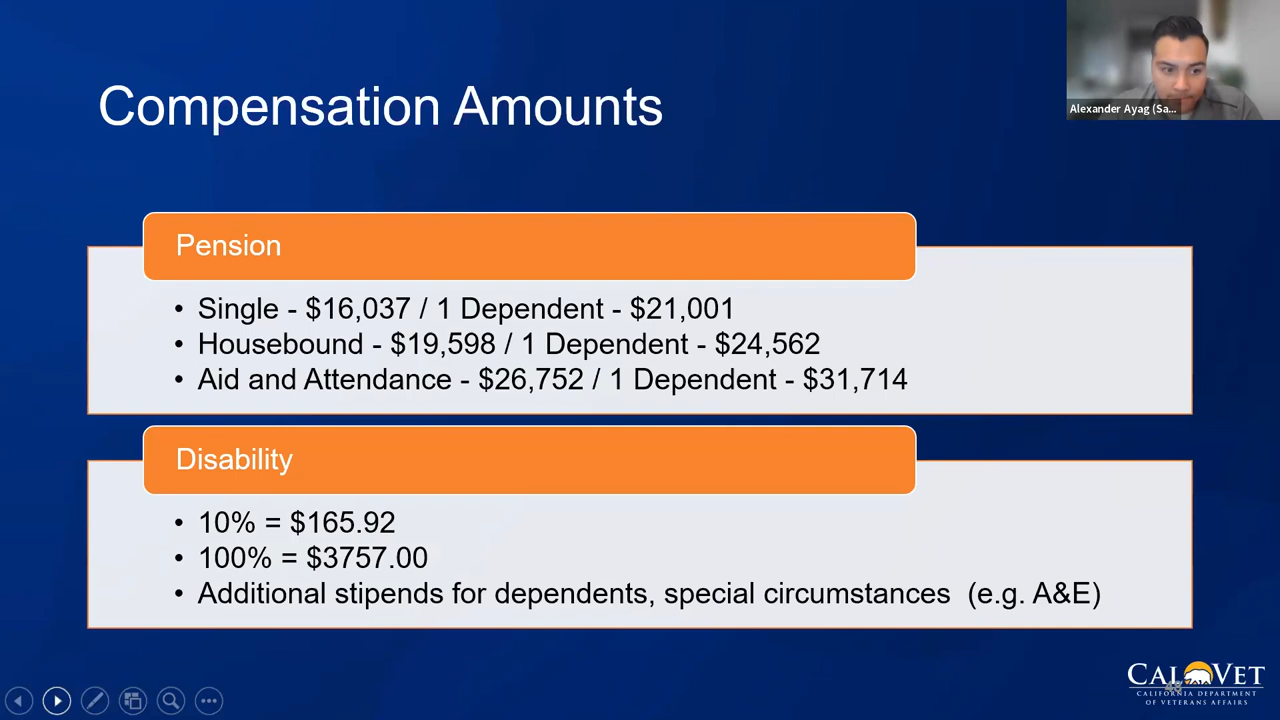 Compensation Amounts
Alexander Ayag (Sa...
Pension
• Single - $16,037 / 1 Dependent - $21,001
• Housebound - $19,598 / 1 Dependent - $24,562
• Aid and Attendance - $26,752 / 1 Dependent - $31,714
Disability
• 10% = $165.92
• 100% = $3757.00
• Additional stipends for dependents, special circumstances (e.g. A&E)
CAL VET
CALIFORNIA DEPARTMENT
OF VETERANS AFFAIRS